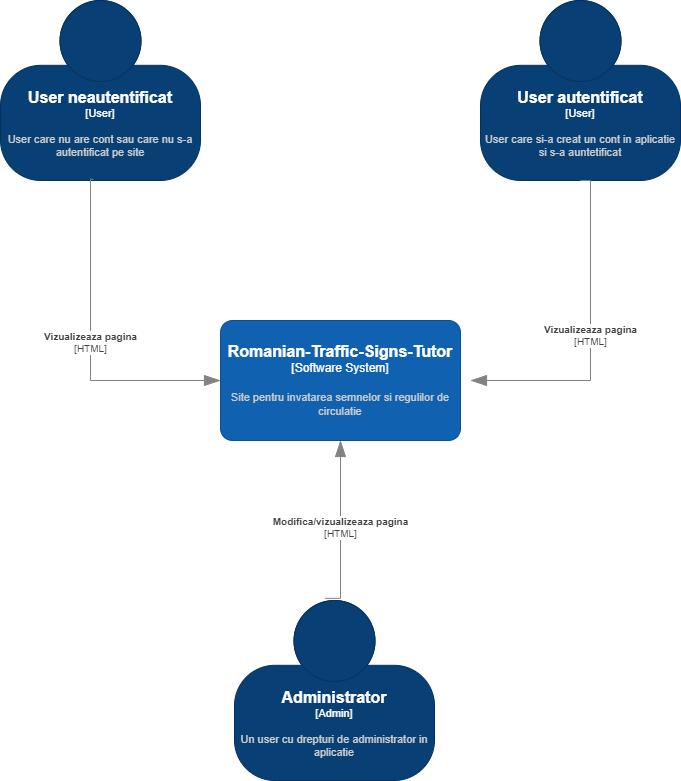 User neautentificat
[User]
User care nu are cont sau care nu s-a
autentificat pe site
User autentificat
[User]
User care si-a creat un cont in aplicatie
si s-a auntetificat
Vizualizeaza pagina
[HTML]
Vizualizeaza pagina
[HTML]
Romanian-Traffic-Signs-Tutor
[Software System]
Site pentru invatarea semnelor si regulilor de
circulatie
Modifica/vizualizeaza pagina
[HTML]
Administrator
[Admin]
Un user cu drepturi de administrator in
aplicatie